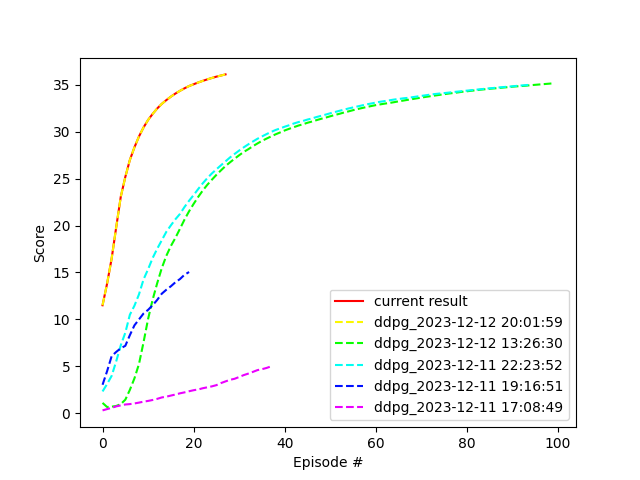 35
30
25
20
15
10
5
0
Score
0 20 40 60 80 100
Episode #
current result
ddpg_2023-12-12 20:01:59
ddpg_2023-12-12 13:26:30
ddpg_2023-12-11 22:23:52
ddpg_2023-12-11 19:16:51
ddpg_2023-12-11 17:08:49